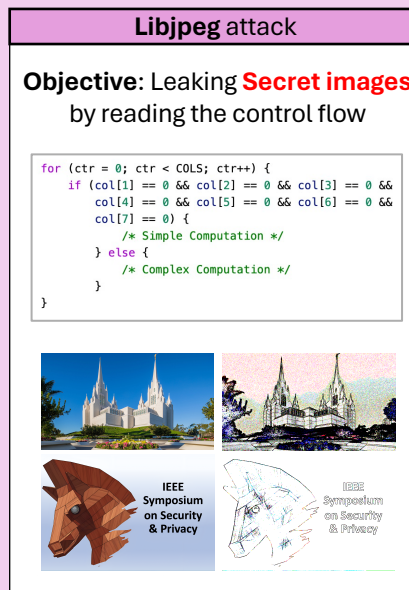 Libjpeg attack
Objective: Leaking Secret images
by reading the control flow
for (ctr = 0; ctr < COLS; ctr++) {
    if (col[1] == 0 && col[2] == 0 && col[3] == 0 &&
        col[4] == 0 && col[5] == 0 && col[6] == 0 &&
        col[7] == 0) {
            /* Simple Computation */
        } else {
            /* Complex Computation */
        }
}
IEEE
Symposium
on Security
& Privacy
IEEE
Symposium
on Security
& Privacy